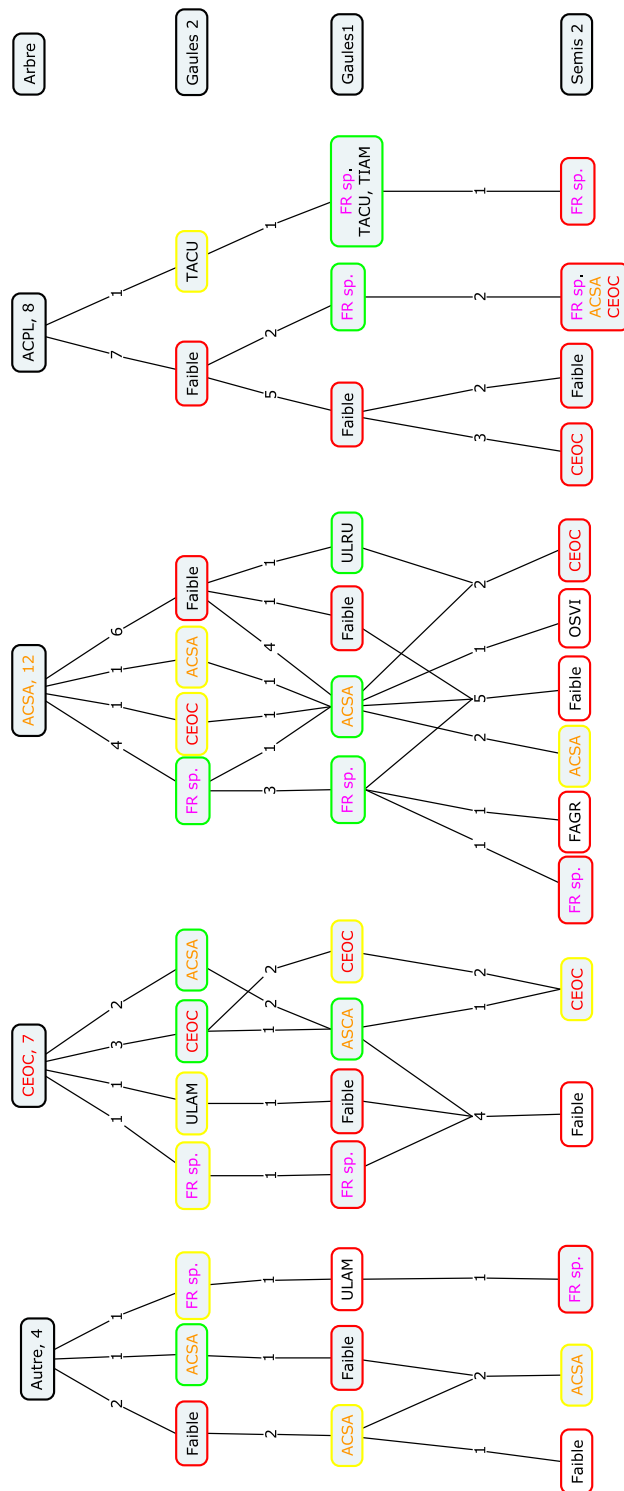 Autre, 4
CEOC, 7
ACSA, 12
ACPL, 8
Arbre
2
1
1
1
1
3
2
4
1
1
6
7
1
Faible
ACSA
FR sp.
FR sp.
ULAM
CEOC
ACSA
FR sp.
CEOC
ACSA
Faible
Faible
TACU
Gaules 2
2
1
1
1
1
1
2
2
3
1
1
1
4
1
1
5
2
1
ACSA
Faible
ULAM
FR sp.
Faible
ASCA
CEOC
FR sp.
ACSA
Faible
ULRU
Faible
FR sp.
FR sp.
TACU, TIAM
Gaules1
1
2
1
4
1
2
1
1
2
5
1
2
3
2
2
1
Faible
ACSA
FR sp.
Faible
CEOC
FR sp.
FAGR
ACSA
Faible
OSVI
CEOC
CEOC
Faible
FR sp.
ACSA
CEOC
FR sp.
Semis 2